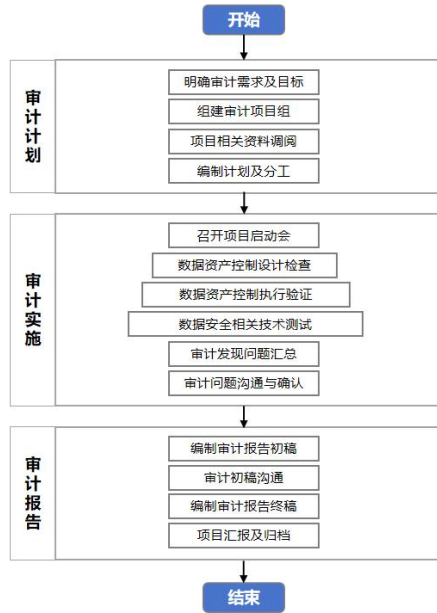 开始
审计计划
明确审计需求及目标
组建审计项目组
项目相关资料调阅
编制计划及分工
审计实施
召开项目启动会
数据资产控制设计检查
数据资产控制执行验证
数据安全相关技术测试
审计发现问题汇总
审计问题沟通与确认
审计报告
编制审计报告初稿
审计初稿沟通
编制审计报告终稿
项目汇报及归档
结束